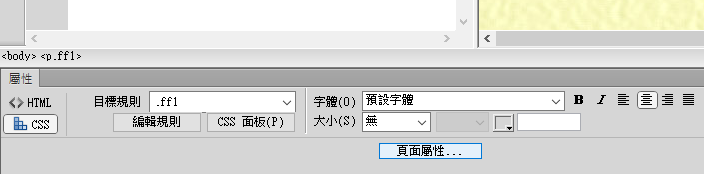 <body> <p.ff1>
屬性
<> HTML 目標規則 .ff1 字體(O) 預設字體 B I
CSS 編輯規則 CSS 面板(P) 大小(S) 無
頁面屬性...